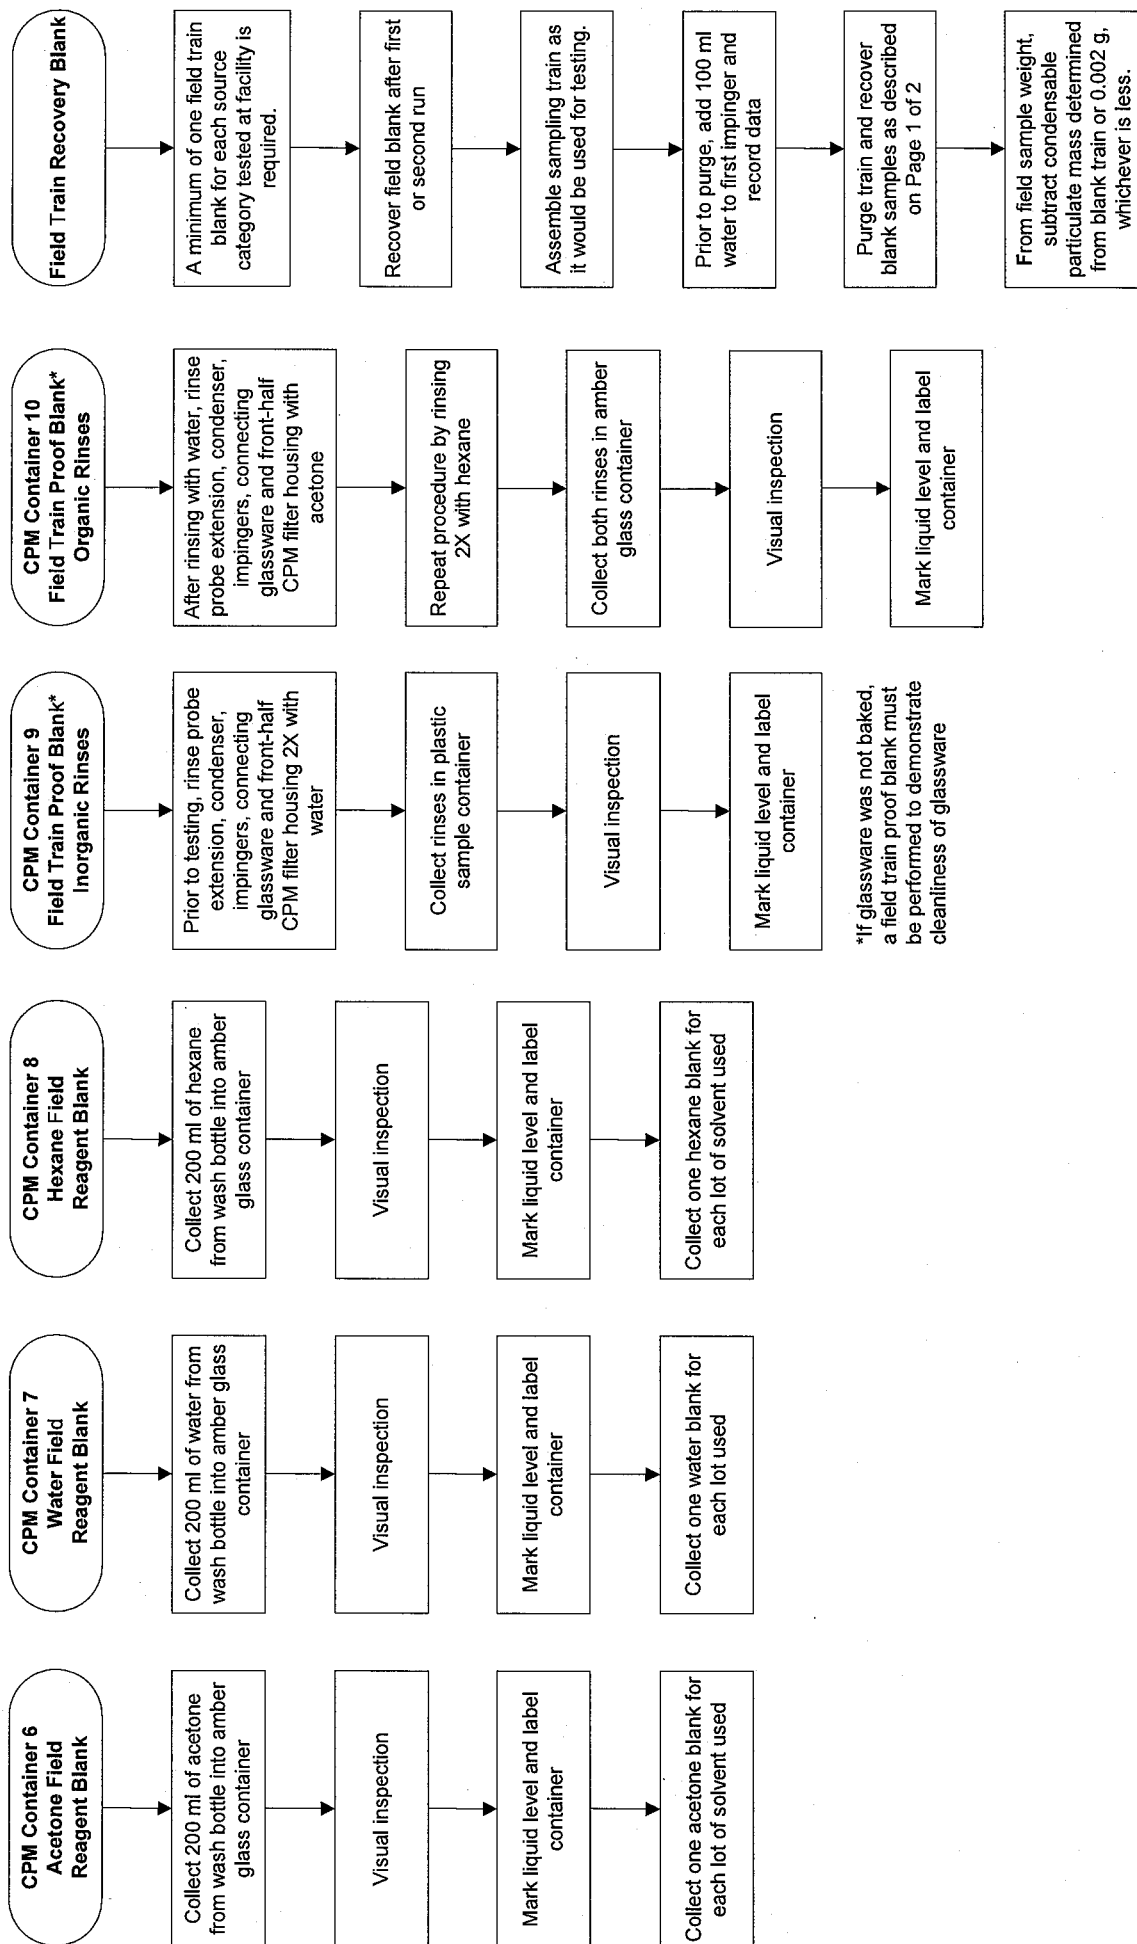 CPM Container 6
Acetone Field
Reagent Blank
Collect 200 ml of acetone
from wash bottle into amber
glass container
Visual inspection
Mark liquid level and label
container
Collect one acetone blank for
each lot of solvent used
CPM Container 7
Water Field
Reagent Blank
Collect 200 ml of water from
wash bottle into amber glass
container
Visual inspection
Mark liquid level and label
container
Collect one water blank for
each lot used
CPM Container 8
Hexane Field
Reagent Blank
Collect 200 ml of hexane
from wash bottle into amber
glass container
Visual inspection
Mark liquid level and label
container
Collect one hexane blank for
each lot of solvent used
CPM Container 9
Field Train Proof Blank*
Inorganic Rinses
Prior to testing, rinse probe
extension, condenser,
impingers, connecting
glassware and front-half
CPM filter housing 2X with
water
Collect rinses in plastic
sample container
Visual inspection
Mark liquid level and label
container
*If glassware was not baked,
a field train proof blank must
be performed to demonstrate
cleanliness of glassware
CPM Container 10
Field Train Proof Blank*
Organic Rinses
After rinsing with water, rinse
probe extension, condenser,
impingers, connecting
glassware and front-half
CPM filter housing with
acetone
Repeat procedure by rinsing
2X with hexane
Collect both rinses in amber
glass container
Visual inspection
Mark liquid level and label
container
Field Train Recovery Blank
A minimum of one field train
blank for each source
category tested at facility is
required.
Recover field blank after first
or second run
Assemble sampling train as
it would be used for testing.
Prior to purge, add 100 ml
water to first impinger and
record data
Purge train and recover
blank samples as described
on Page 1 of 2
From field sample weight,
subtract condensable
particulate mass determined
from blank train or 0.002 g,
whichever is less.